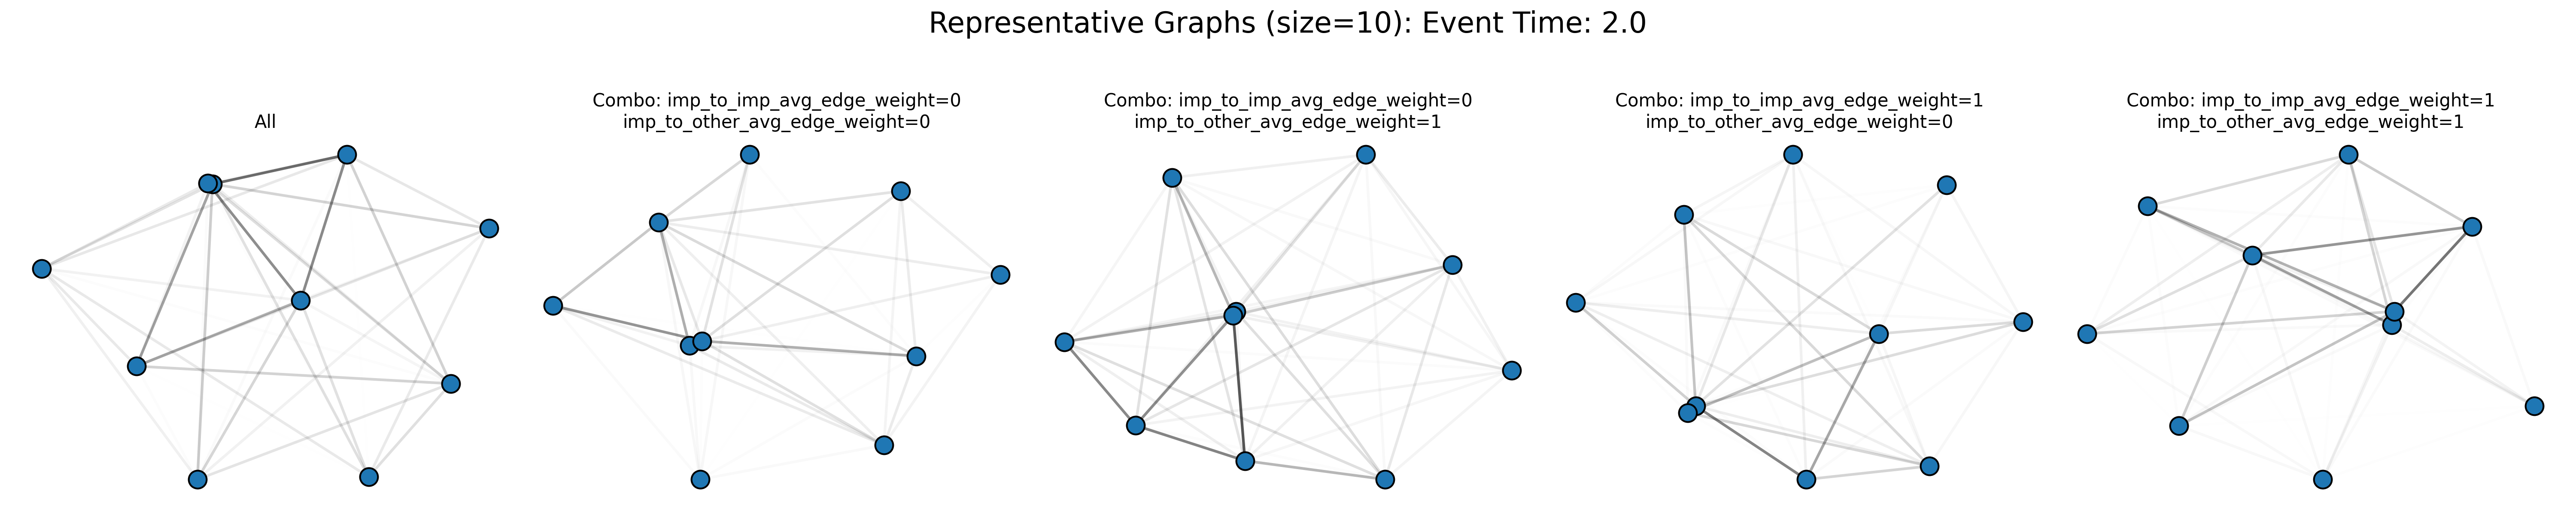 Representative Graphs (size=10): Event Time: 2.0
All
Combo: imp_to_imp_avg_edge_weight=0
imp_to_other_avg_edge_weight=0
Combo: imp_to_imp_avg_edge_weight=0
imp_to_other_avg_edge_weight=1
Combo: imp_to_imp_avg_edge_weight=1
imp_to_other_avg_edge_weight=0
Combo: imp_to_imp_avg_edge_weight=1
imp_to_other_avg_edge_weight=1